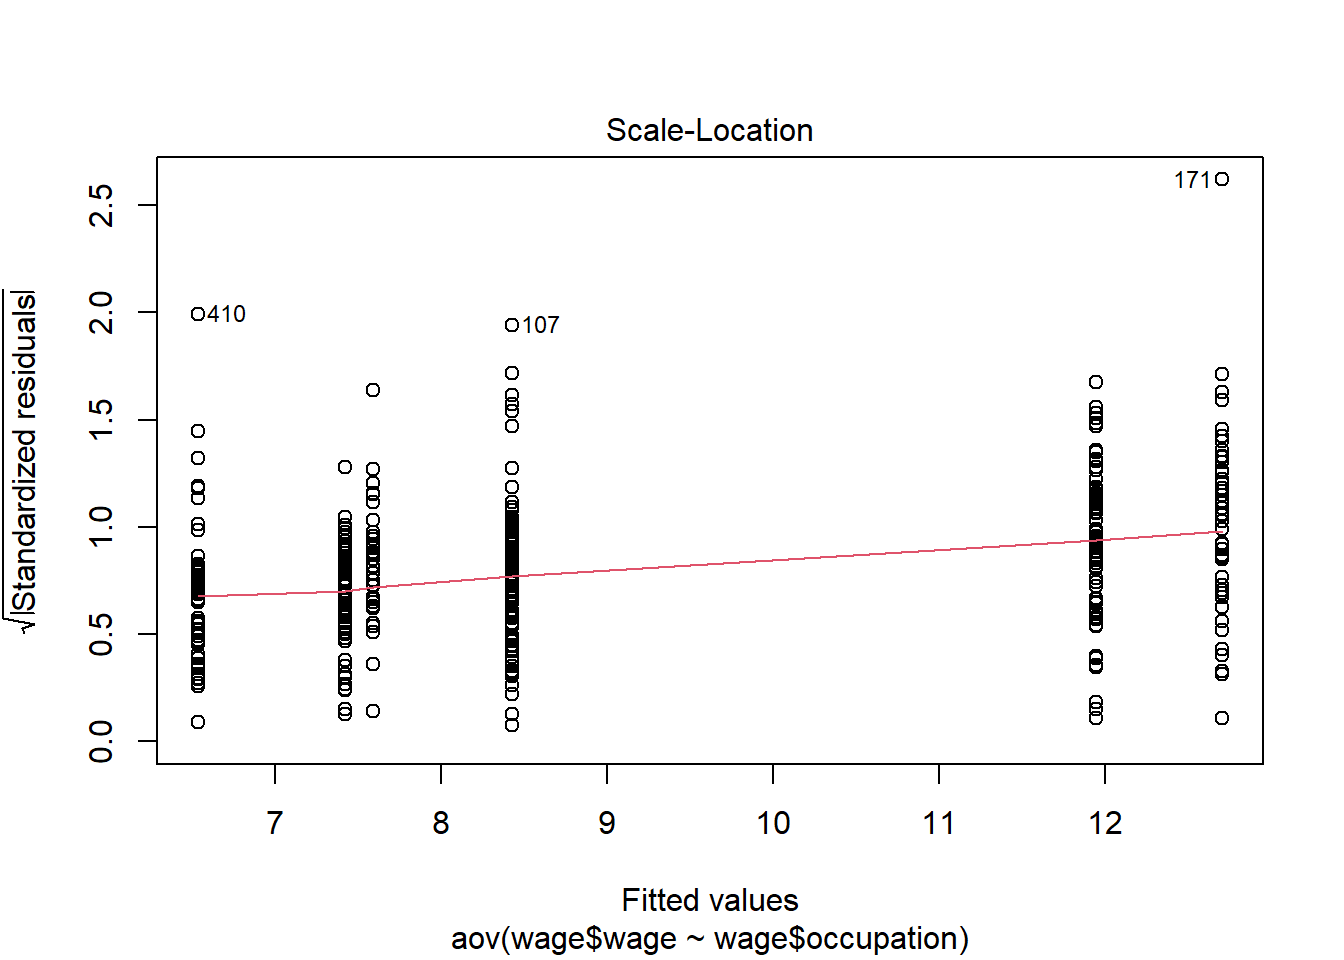 Scale-Location
171
410
107
2.5
2.0
1.5
1.0
0.5
0.0
√|Standardized residuals|
7 8 9 10 11 12
Fitted values
aov(wage$wage ~ wage$occupation)